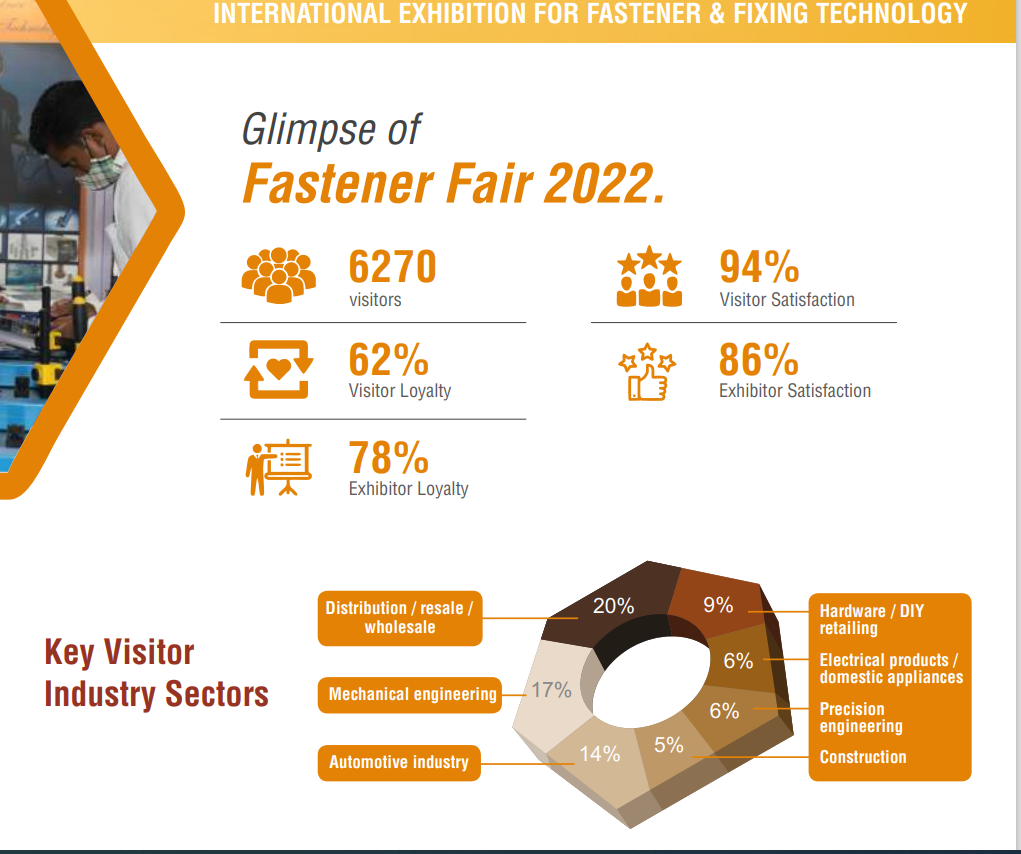 INTERNATIONAL EXHIBITION FOR FASTENER & FIXING TECHNOLOGY
Glimpse of
Fastener Fair 2022.
6270
visitors
94%
Visitor Satisfaction
62%
Visitor Loyalty
86%
Exhibitor Satisfaction
78%
Exhibitor Loyalty
Key Visitor
Industry Sectors
Distribution / resale /
wholesale
Mechanical engineering
Automotive industry
20%
9%
6%
17%
6%
5%
14%
Hardware / DIY
retailing
Electrical products /
domestic appliances
Precision
engineering
Construction